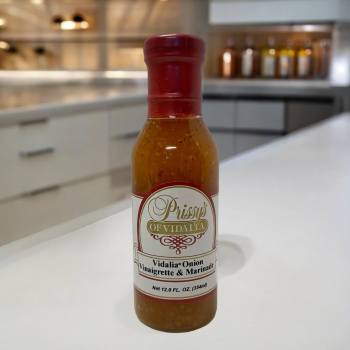 Prissy's
OF VIDALIA
Vidalia® Onion
Vinaigrette & Marinade
Net 12.0 FL. OZ. (354ml)